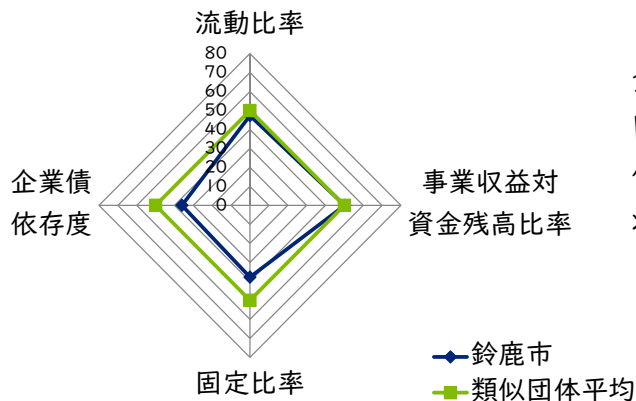 流動比率
80
70
60
50
40
30
20
10
0
企業債
依存度
事業収益対
資金残高比率
固定比率
鈴鹿市
類似団体平均